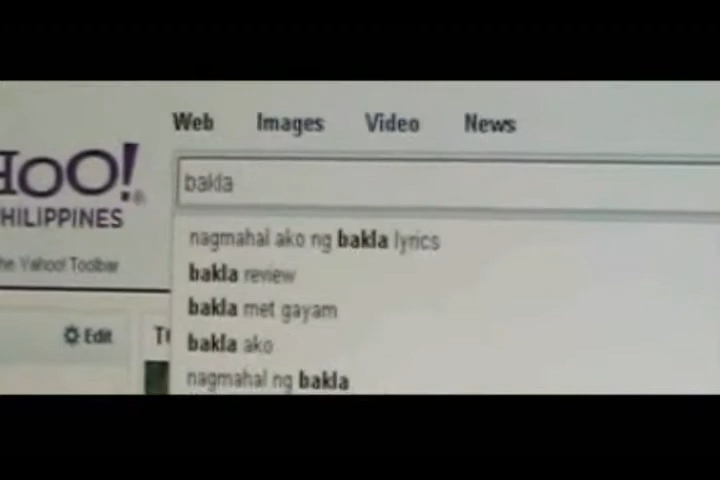 Web Images Video News
HOO!®
HILIPPINES
bakla
he Yahoo! Toolbar
nagmahal ako ng bakla lyrics
bakla review
bakla met gayam
bakla ako
nagmahal ng bakla
Edit